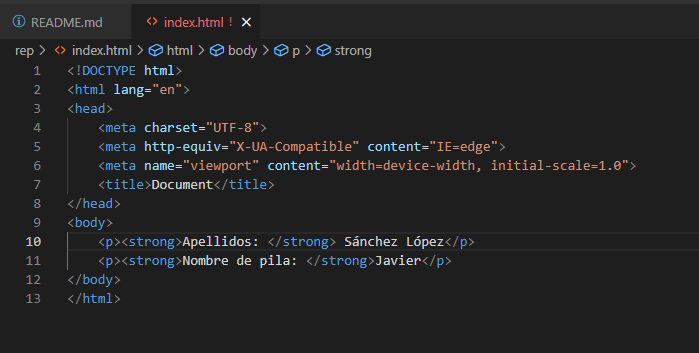 README.md index.html !
rep > index.html > html > body > p > strong
1 <!DOCTYPE html>
2 <html lang="en">
3 <head>
4 <meta charset="UTF-8">
5 <meta http-equiv="X-UA-Compatible" content="IE=edge">
6 <meta name="viewport" content="width=device-width, initial-scale=1.0">
7 <title>Document</title>
8 </head>
9 <body>
10 <p><strong>Apellidos: </strong> Sánchez López</p>
11 <p><strong>Nombre de pila: </strong>Javier</p>
12 </body>
13 </html>